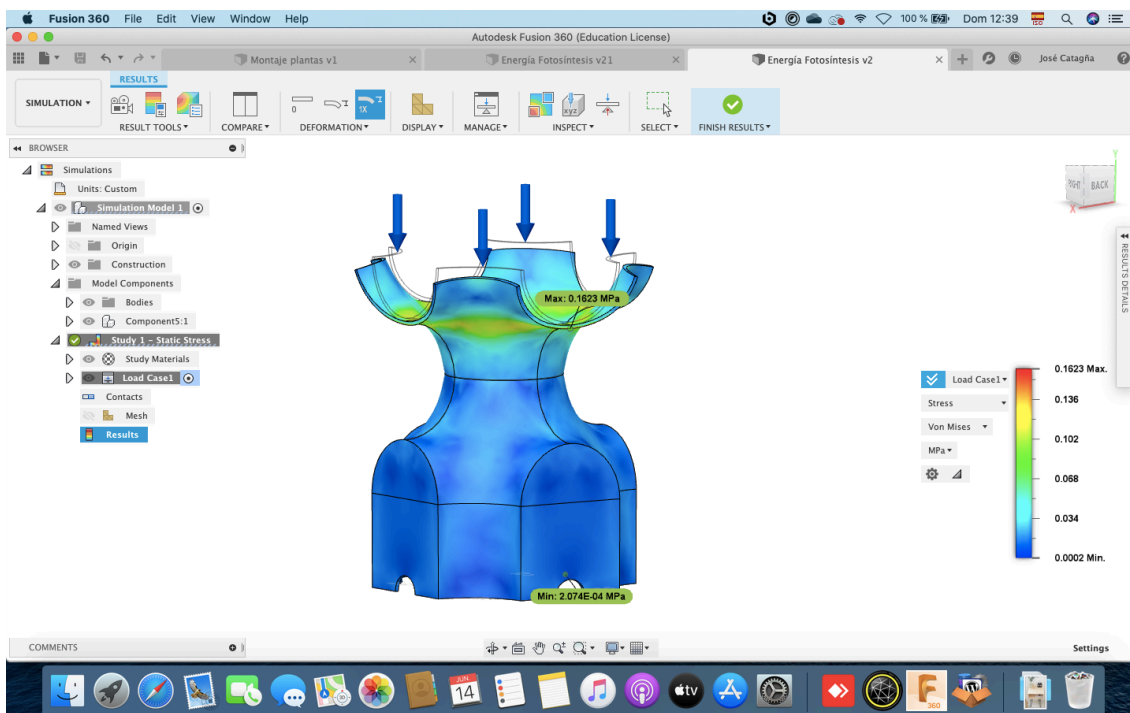 Fusion 360 File Edit View Window Help 100 % Dom 12:39
Autodesk Fusion 360 (Education License)
Montaje plantas v1 Energía Fotosíntesis v21 Energía Fotosíntesis v2 José Catagña
RESULTS
SIMULATION
RESULT TOOLS COMPARE DEFORMATION DISPLAY MANAGE INSPECT SELECT FINISH RESULTS
BROWSER
Simulations
Units: Custom
Simulation Model 1
Named Views
Origin
Construction
Model Components
Bodies
Component5:1
Study 1 - Static Stress
Study Materials
Load Case1
Contacts
Mesh
Results
Y
RIGHT BACK
X
RESULTS DETAILS
Max: 0.1623 MPa
Min: 2.074E-04 MPa
Load Case1
Stress
Von Mises
MPa
0.1623 Max.
0.136
0.102
0.068
0.034
0.0002 Min.
COMMENTS
Settings
JUN
14
tv
F
360